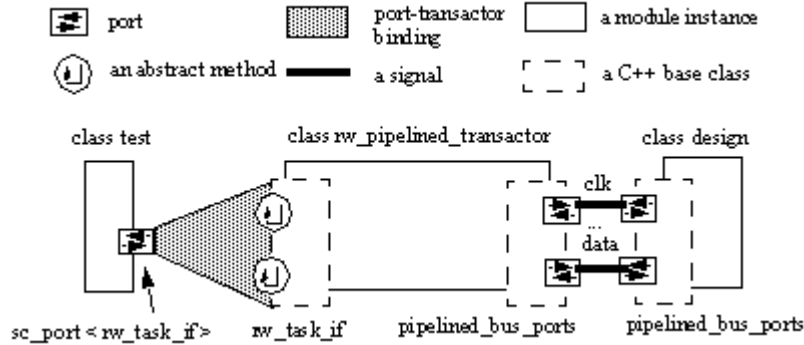 port
port-transactor
binding
a module instance
an abstract method
a signal
a C++ base class
class test
class rw_pipelined_transactor
class design
clk
...
data
sc_port < rw_task_if >
rw_task_if
pipelined_bus_ports
pipelined_bus_ports